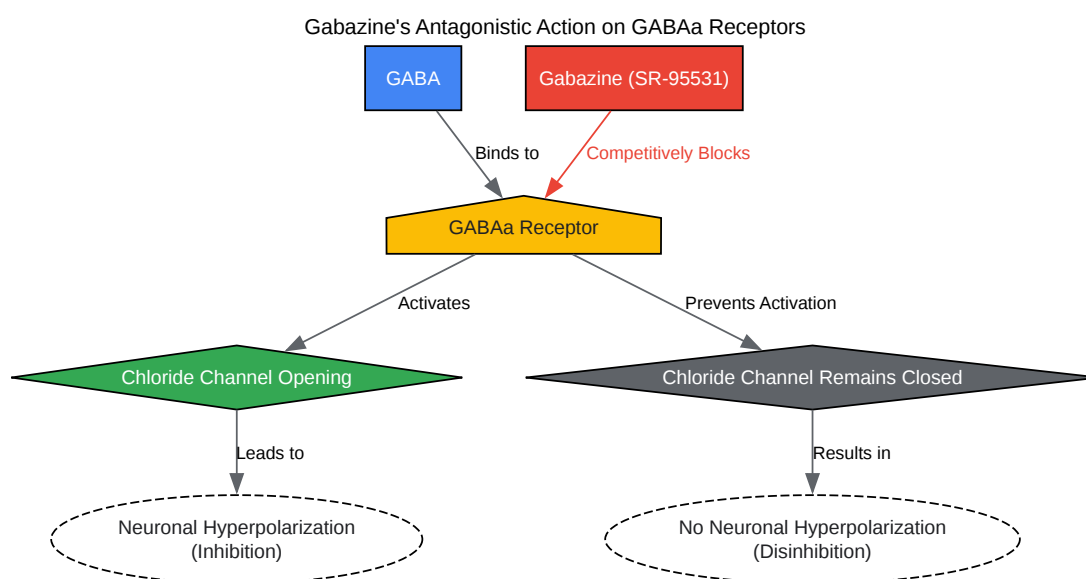 Gabazine's Antagonistic Action on GABAa Receptors
GABA
Gabazine (SR-95531)
Binds to
Competitively Blocks
GABAa Receptor
Activates
Prevents Activation
Chloride Channel Opening
Chloride Channel Remains Closed
Leads to
Results in
Neuronal Hyperpolarization
(Inhibition)
No Neuronal Hyperpolarization
(Disinhibition)